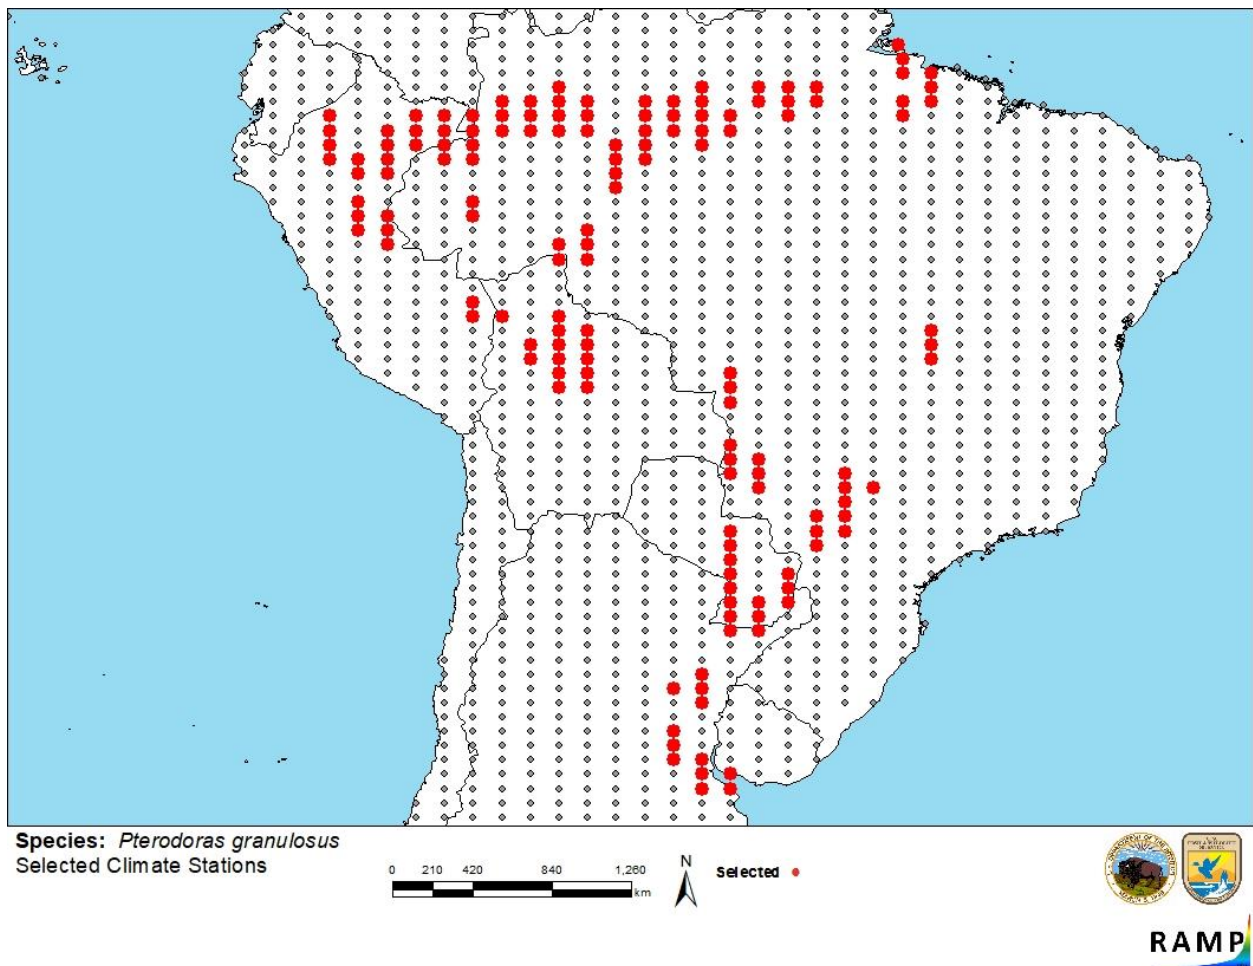 Species: Pterodoras granulosus
Selected Climate Stations
0 210 420 840 1,260
km
N
Selected
RAMP